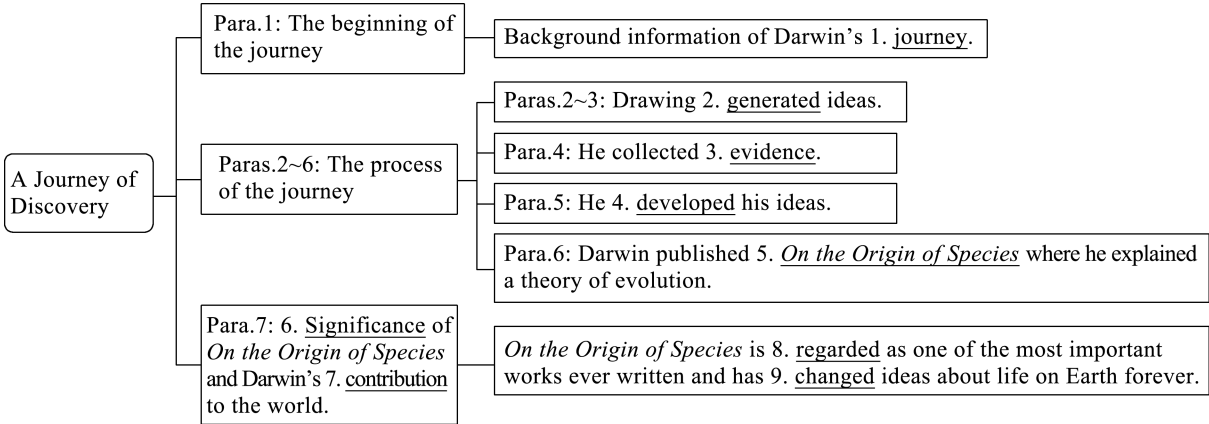 A Journey of
Discovery
Para.1: The beginning of
the journey
Background information of Darwin's 1. journey.
Paras.2~6: The process
of the journey
Paras.2~3: Drawing 2. generated ideas.
Para.4: He collected 3. evidence.
Para.5: He 4. developed his ideas.
Para.6: Darwin published 5. On the Origin of Species where he explained
a theory of evolution.
Para.7: 6. Significance of
On the Origin of Species
and Darwin's 7. contribution
to the world.
On the Origin of Species is 8. regarded as one of the most important
works ever written and has 9. changed ideas about life on Earth forever.